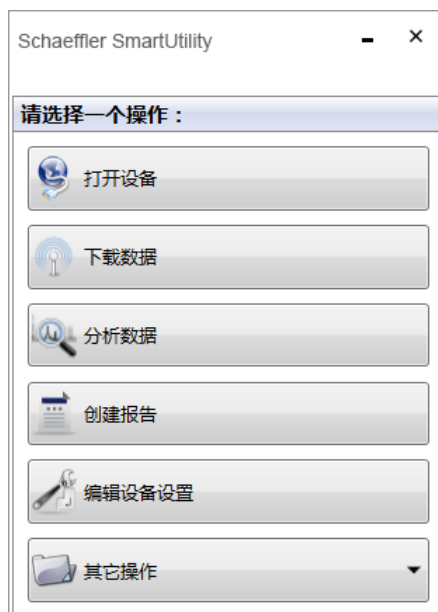 Schaeffler SmartUtility
请选择一个操作：
打开设备
下载数据
分析数据
创建报告
编辑设备设置
其它操作